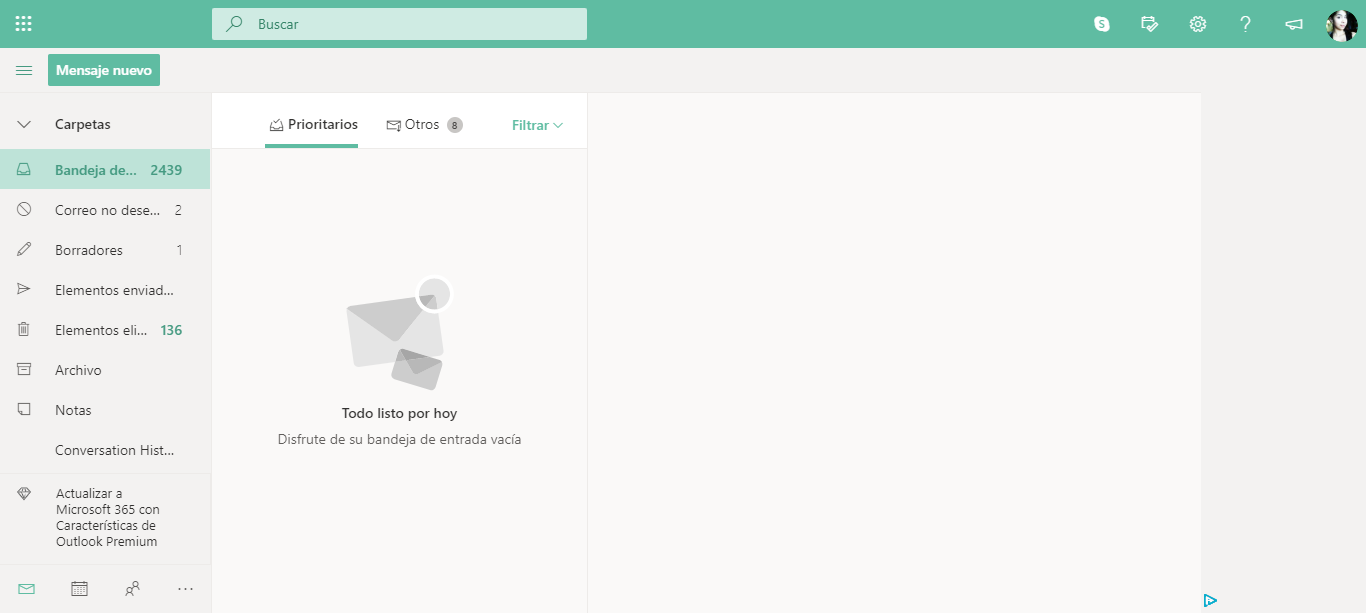 Buscar
Mensaje nuevo
Carpetas
Prioritarios
Otros 8
Filtrar
Bandeja de... 2439
Correo no dese... 2
Borradores 1
Elementos enviad...
Elementos eli... 136
Archivo
Notas
Conversation Hist...
Actualizar a
Microsoft 365 con
Características de
Outlook Premium
Todo listo por hoy
Disfrute de su bandeja de entrada vacía